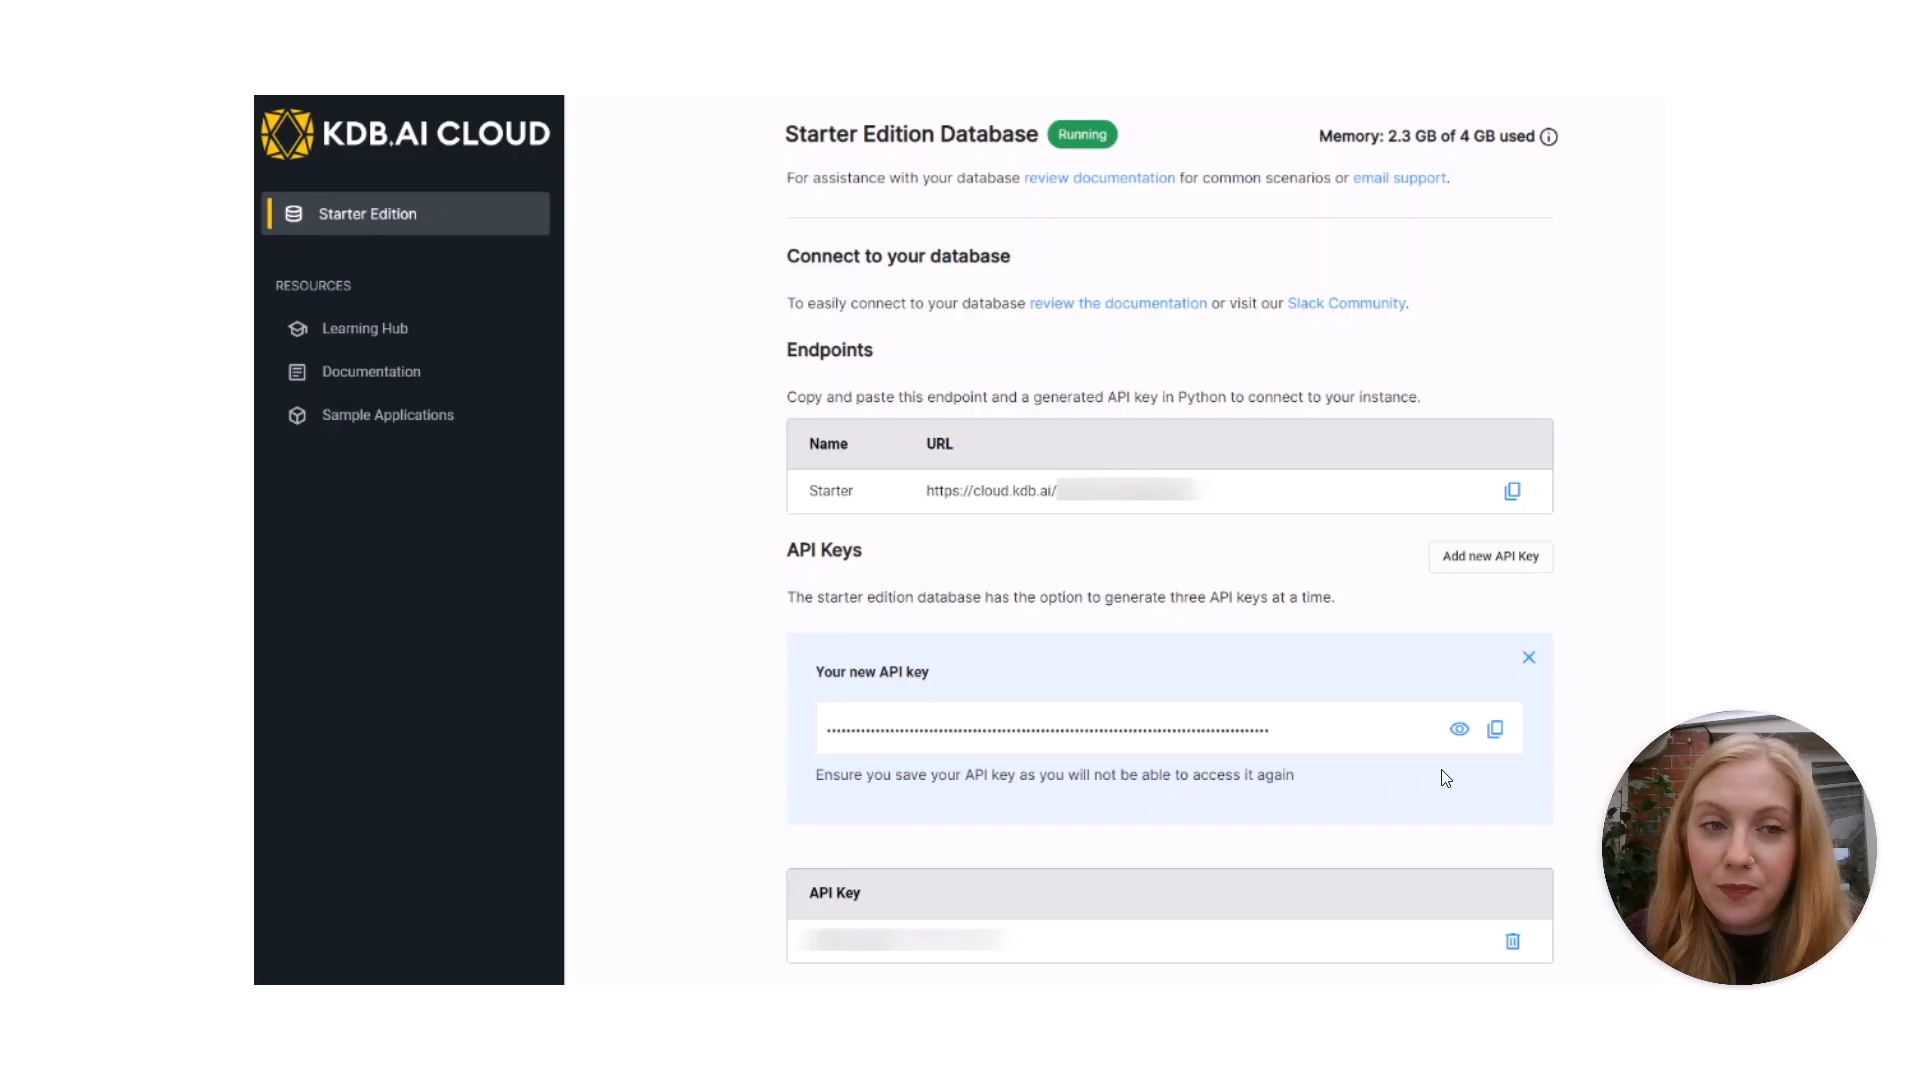 KDB.AI CLOUD
Starter Edition
RESOURCES
Learning Hub
Documentation
Sample Applications
Starter Edition Database Running
Memory: 2.3 GB of 4 GB used
For assistance with your database review documentation for common scenarios or email support.
Connect to your database
To easily connect to your database review the documentation or visit our Slack Community.
Endpoints
Copy and paste this endpoint and a generated API key in Python to connect to your instance.
Name URL
Starter https://cloud.kdb.ai/
API Keys
Add new API Key
The starter edition database has the option to generate three API keys at a time.
Your new API key
Ensure you save your API key as you will not be able to access it again
API Key